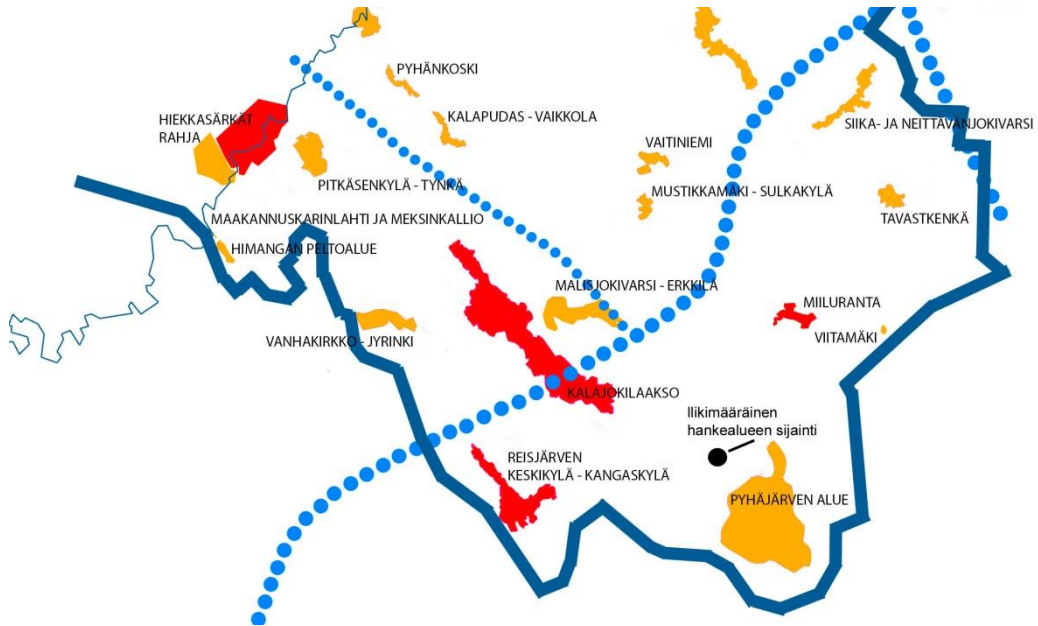 PYHÄNKOSKI
HIEKKASÄRKÄT
RAHJA
KALAPUDAS - VAIKKOLA
SIIKA- JA NEITTÄVÄNJOKIVARSI
VAITINIEMI
PITKÄSENKYLÄ - TYNKÄ
MUSTIKKAMÄKI - SULKAKYLÄ
TAVASTKENKÄ
MAAKANNUSKARINLAHTI JA MEKSINKALLIO
HIMANGAN PELTOALUE
MALISJOKIVARSI - ERKKILÄ
MIILURANTA
VANHAKIRKKO - JYRINKI
VIITAMÄKI
KALAJOKILAAKSO
Ilikimääräinen
hankealueen sijainti
REISJÄRVEN
KESKIKYLÄ - KANGASKYLÄ
PYHÄJÄRVEN ALUE